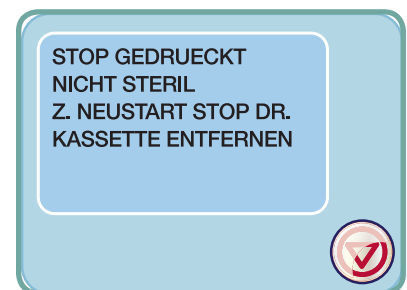 STOP GEDRUECKT
NICHT STERIL
Z. NEUSTART STOP DR.
KASSETTE ENTFERNEN